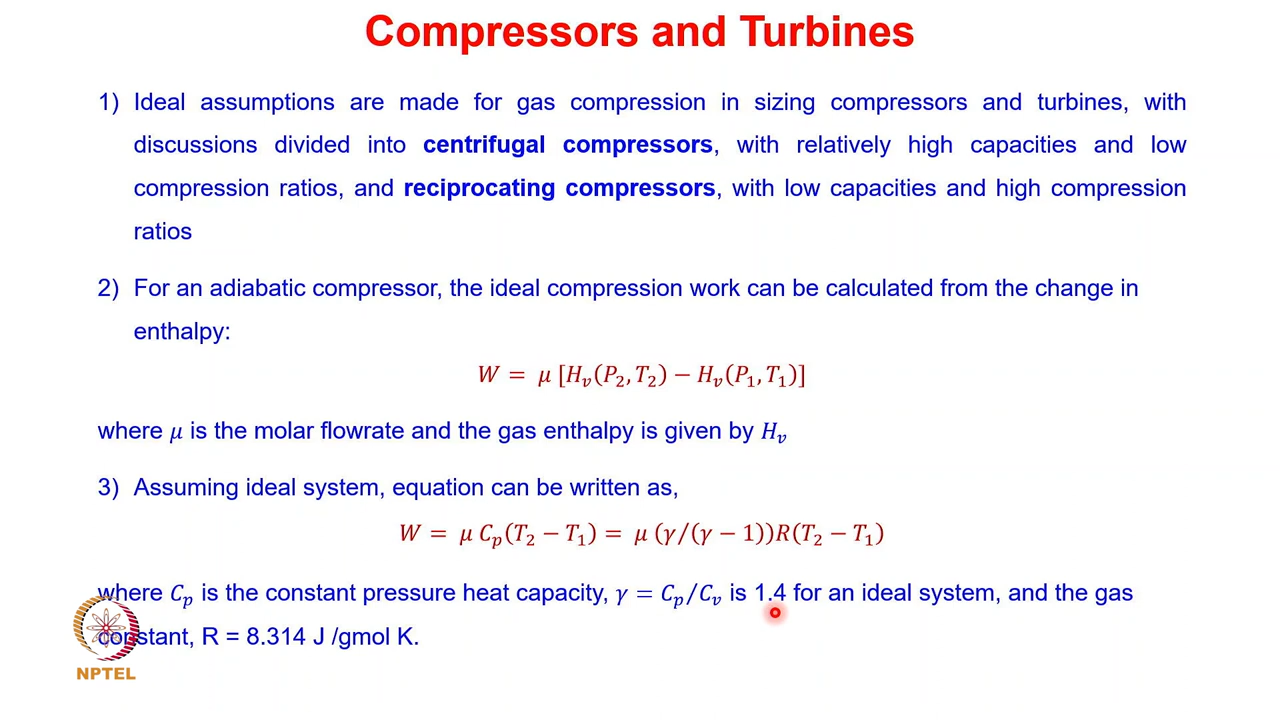 Compressors and Turbines
1) Ideal assumptions are made for gas compression in sizing compressors and turbines, with
discussions divided into centrifugal compressors, with relatively high capacities and low
compression ratios, and reciprocating compressors, with low capacities and high compression
ratios
2) For an adiabatic compressor, the ideal compression work can be calculated from the change in
enthalpy:
W = μ [H_v(P_2, T_2) − H_v(P_1, T_1)]
where μ is the molar flowrate and the gas enthalpy is given by H_v
3) Assuming ideal system, equation can be written as,
W = μ C_p(T_2 − T_1) = μ (γ/(γ − 1))R(T_2 − T_1)
where C_p is the constant pressure heat capacity, γ = C_p/C_v is 1.4 for an ideal system, and the gas
constant, R = 8.314 J /gmol K.
NPTEL